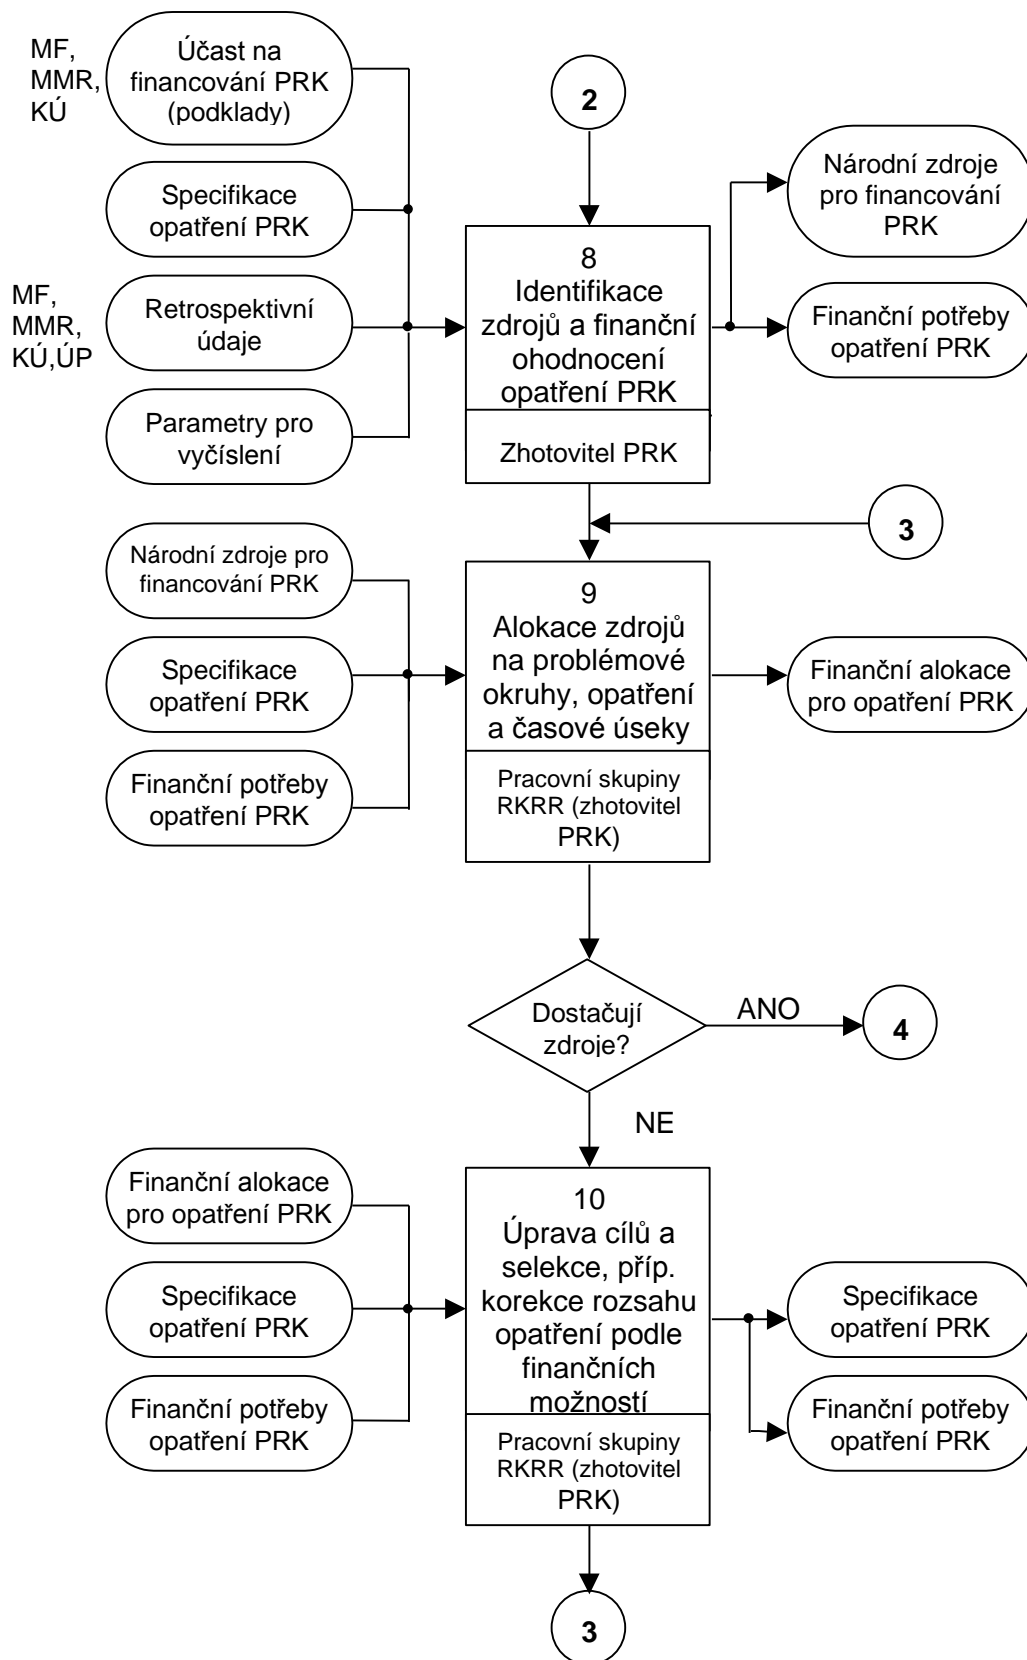 MF,
MMR,
KÚ
Účast na
financování PRK
(podklady)
2
Národní zdroje
pro financování
PRK
Specifikace
opatření PRK
8
Identifikace
zdrojů a finanční
ohodnocení
opatření PRK
Zhotovitel PRK
MF,
MMR,
KÚ,ÚP
Retrospektivní
údaje
Finanční potřeby
opatření PRK
Parametry pro
vyčíslení
3
Národní zdroje pro
financování PRK
9
Alokace zdrojů
na problémové
okruhy, opatření
a časové úseky
Pracovní skupiny
RKRR (zhotovitel
PRK)
Specifikace
opatření PRK
Finanční alokace
pro opatření PRK
Finanční potřeby
opatření PRK
Dostačují
zdroje?
ANO
4
NE
Finanční alokace
pro opatření PRK
10
Úprava cílů a
selekce, příp.
korekce rozsahu
opatření podle
finančních
možností
Pracovní skupiny
RKRR (zhotovitel
PRK)
Specifikace
opatření PRK
Specifikace
opatření PRK
Finanční potřeby
opatření PRK
Finanční potřeby
opatření PRK
3